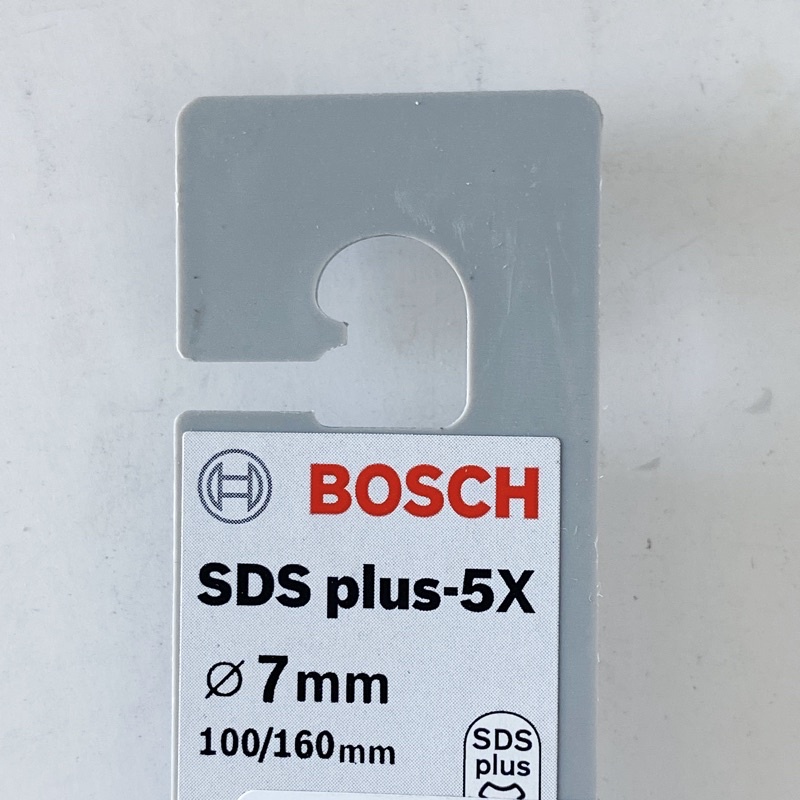 BOSCH
SDS plus-5X
⌀ 7mm
100/160mm
SDS
plus